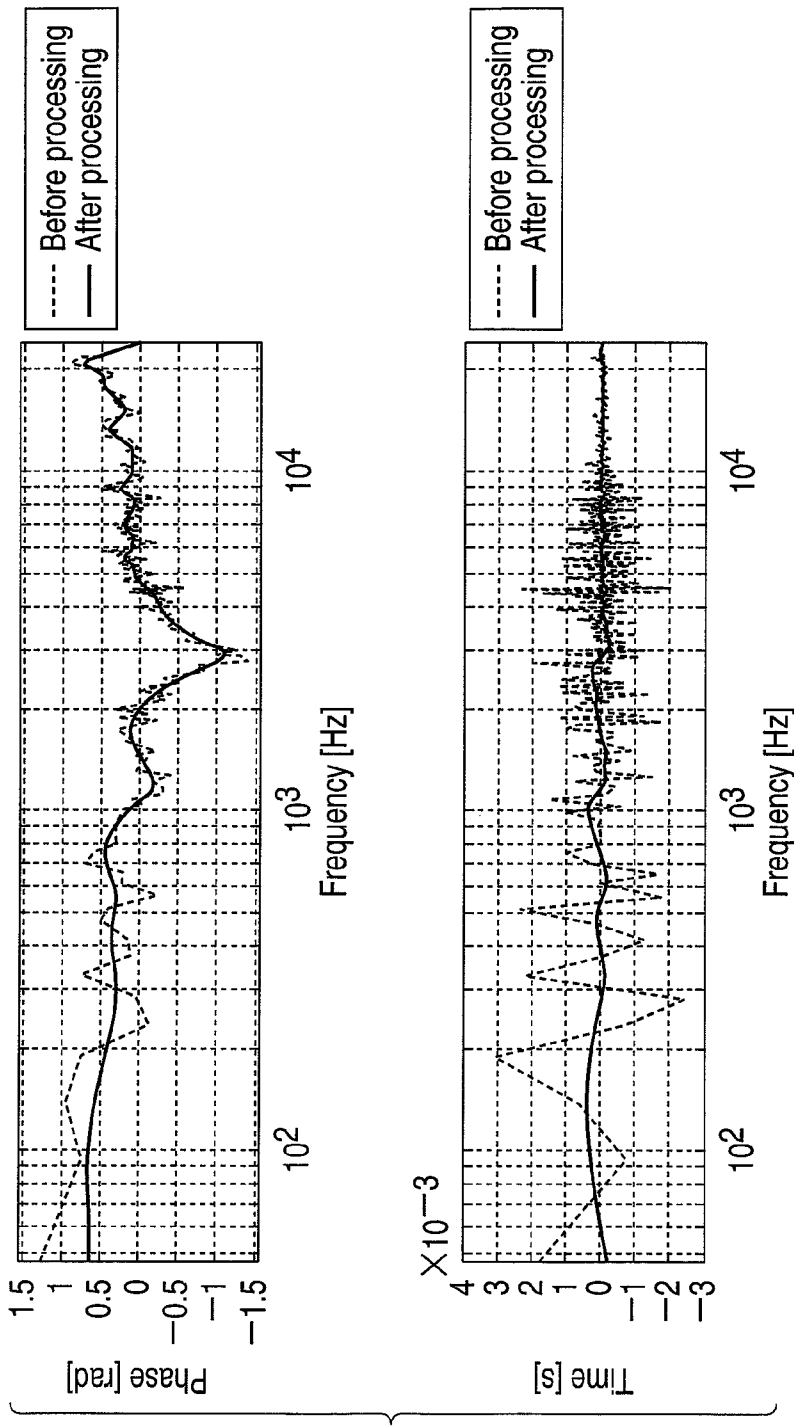 Phase [rad]
1.5
1
0.5
0
−0.5
−1
−1.5
10²
10³
10⁴
Frequency [Hz]
Before processing
After processing
Time [s]
×10−3
4
3
2
1
0
−1
−2
−3
10²
10³
10⁴
Frequency [Hz]
Before processing
After processing